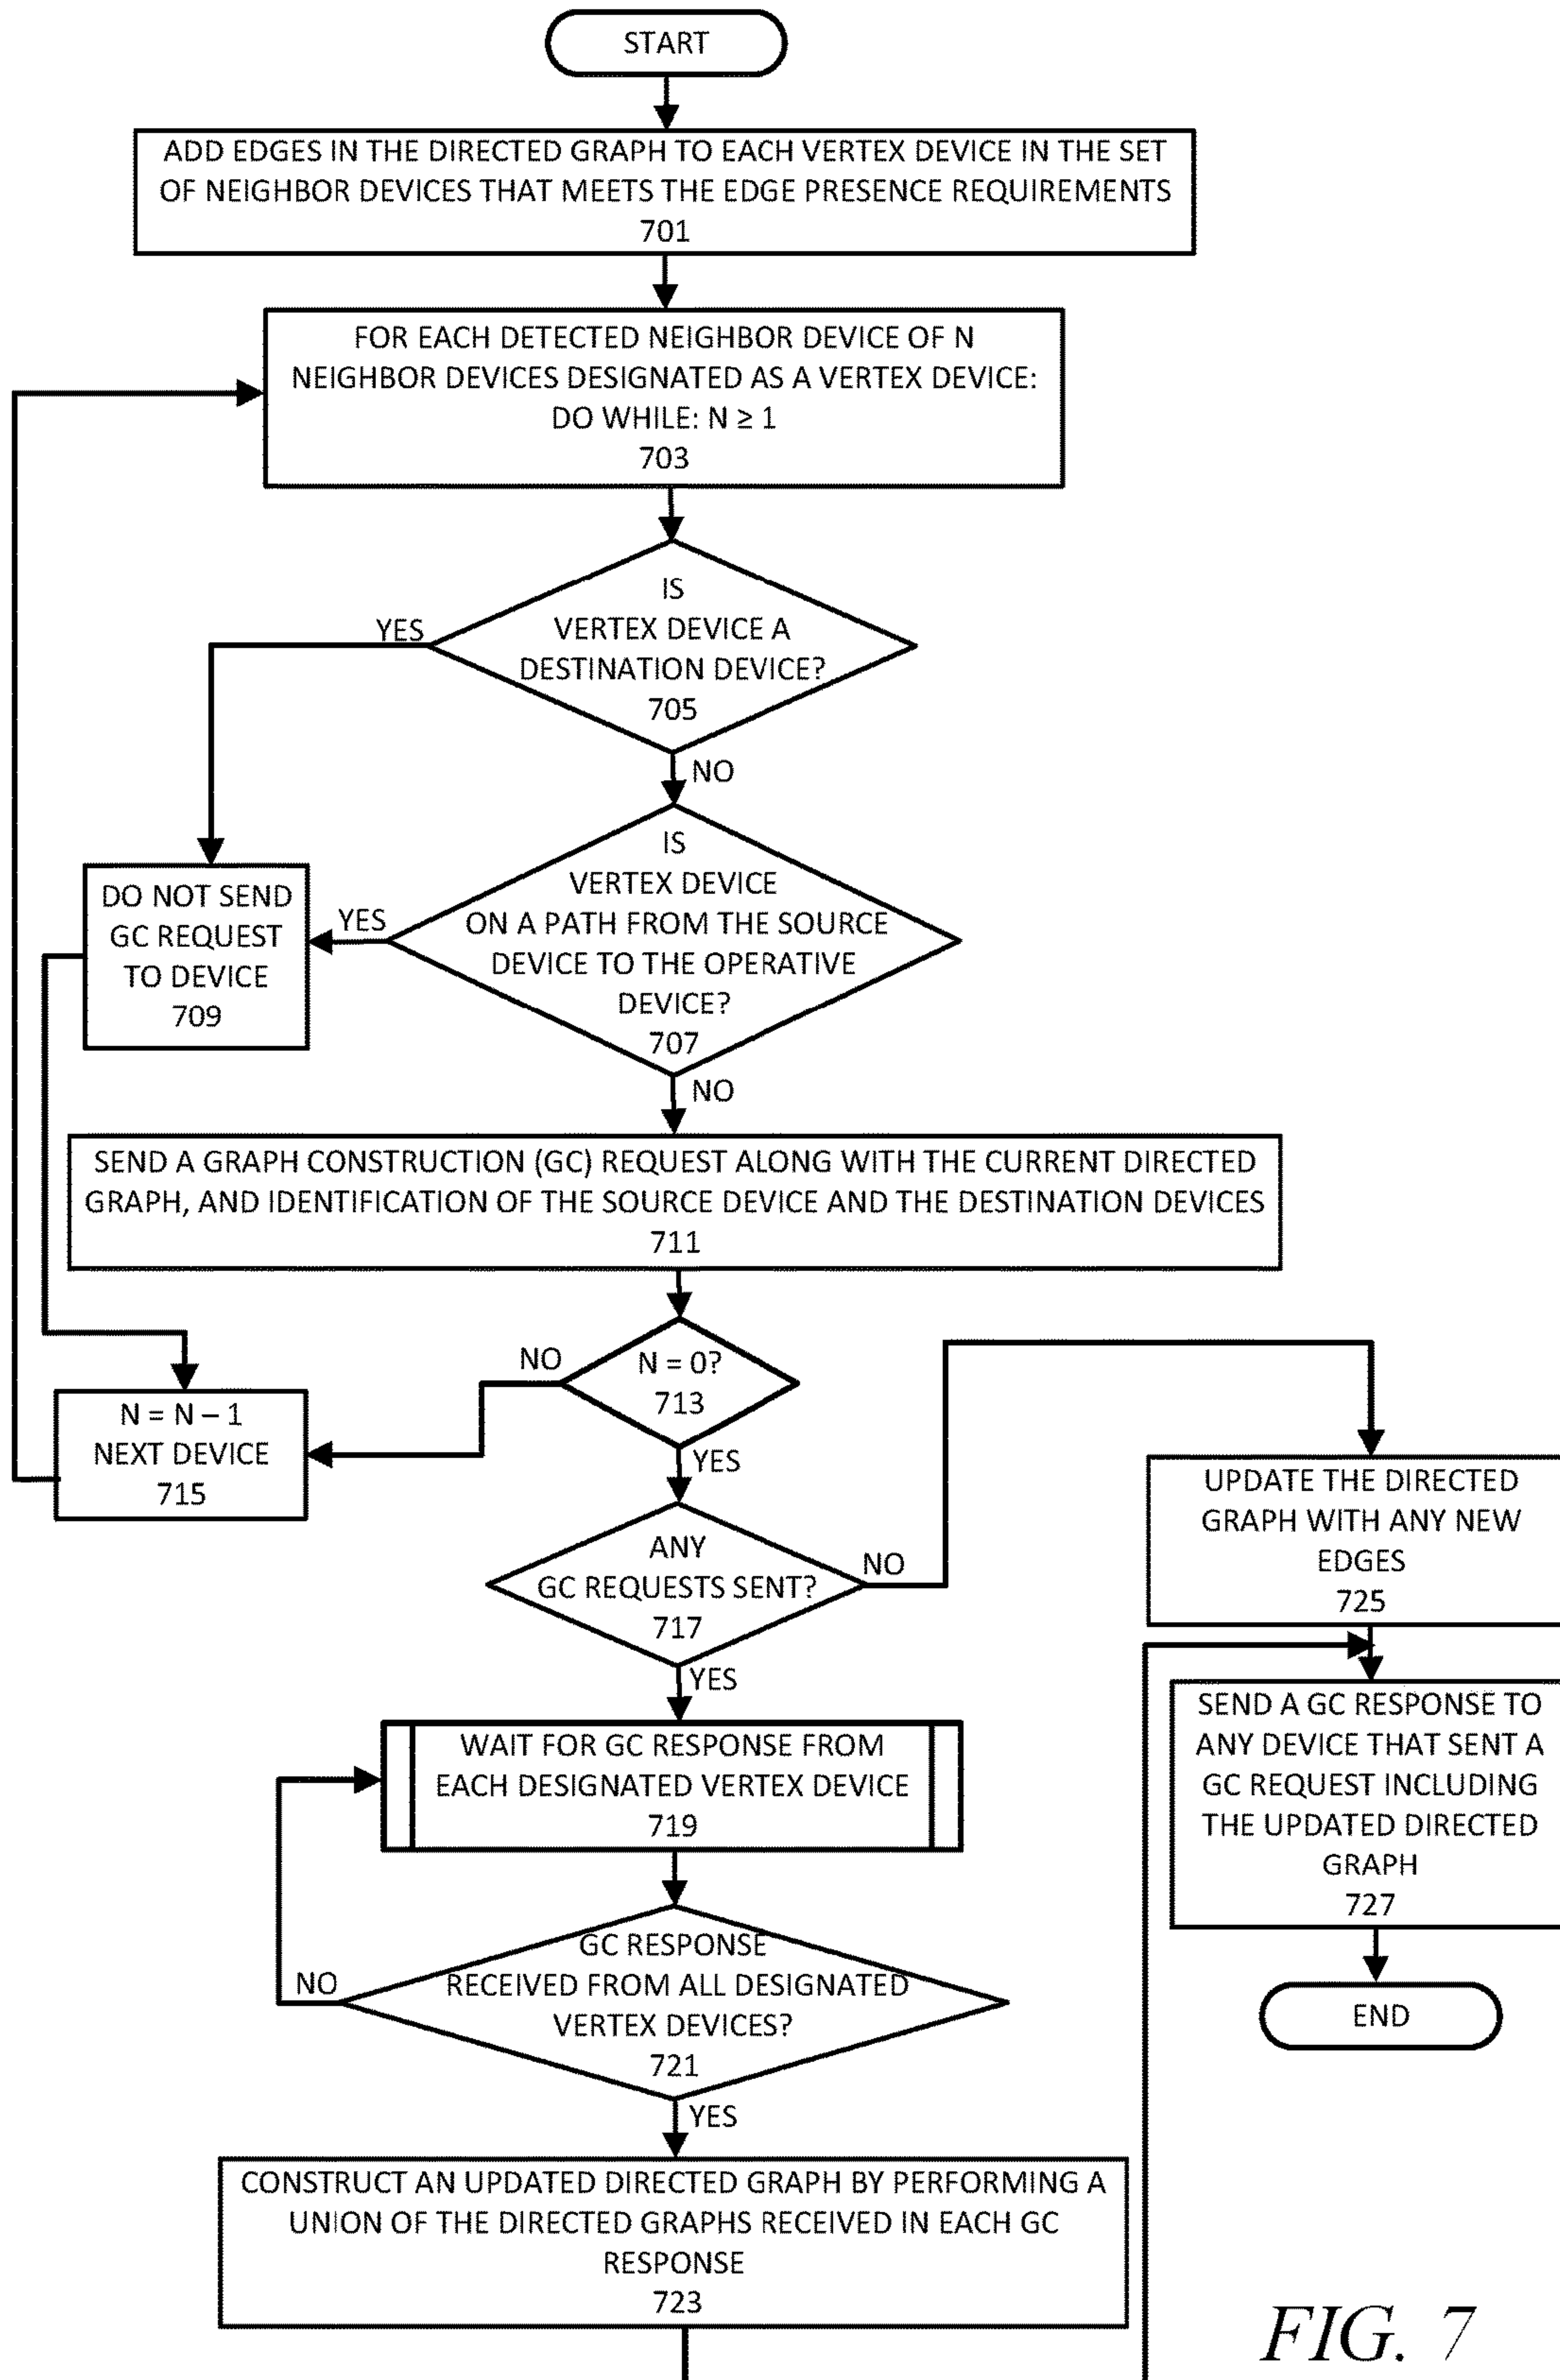 START
ADD EDGES IN THE DIRECTED GRAPH TO EACH VERTEX DEVICE IN THE SET
OF NEIGHBOR DEVICES THAT MEETS THE EDGE PRESENCE REQUIREMENTS
701
FOR EACH DETECTED NEIGHBOR DEVICE OF N
NEIGHBOR DEVICES DESIGNATED AS A VERTEX DEVICE:
DO WHILE: N ≥ 1
703
IS
VERTEX DEVICE A
DESTINATION DEVICE?
705
YES
NO
IS
VERTEX DEVICE
ON A PATH FROM THE SOURCE
DEVICE TO THE OPERATIVE
DEVICE?
707
YES
NO
DO NOT SEND
GC REQUEST
TO DEVICE
709
SEND A GRAPH CONSTRUCTION (GC) REQUEST ALONG WITH THE CURRENT DIRECTED
GRAPH, AND IDENTIFICATION OF THE SOURCE DEVICE AND THE DESTINATION DEVICES
711
N = 0?
713
NO
YES
N = N – 1
NEXT DEVICE
715
ANY
GC REQUESTS SENT?
717
NO
YES
UPDATE THE DIRECTED
GRAPH WITH ANY NEW
EDGES
725
SEND A GC RESPONSE TO
ANY DEVICE THAT SENT A
GC REQUEST INCLUDING
THE UPDATED DIRECTED
GRAPH
727
END
WAIT FOR GC RESPONSE FROM
EACH DESIGNATED VERTEX DEVICE
719
GC RESPONSE
RECEIVED FROM ALL DESIGNATED
VERTEX DEVICES?
721
NO
YES
CONSTRUCT AN UPDATED DIRECTED GRAPH BY PERFORMING A
UNION OF THE DIRECTED GRAPHS RECEIVED IN EACH GC
RESPONSE
723
FIG. 7